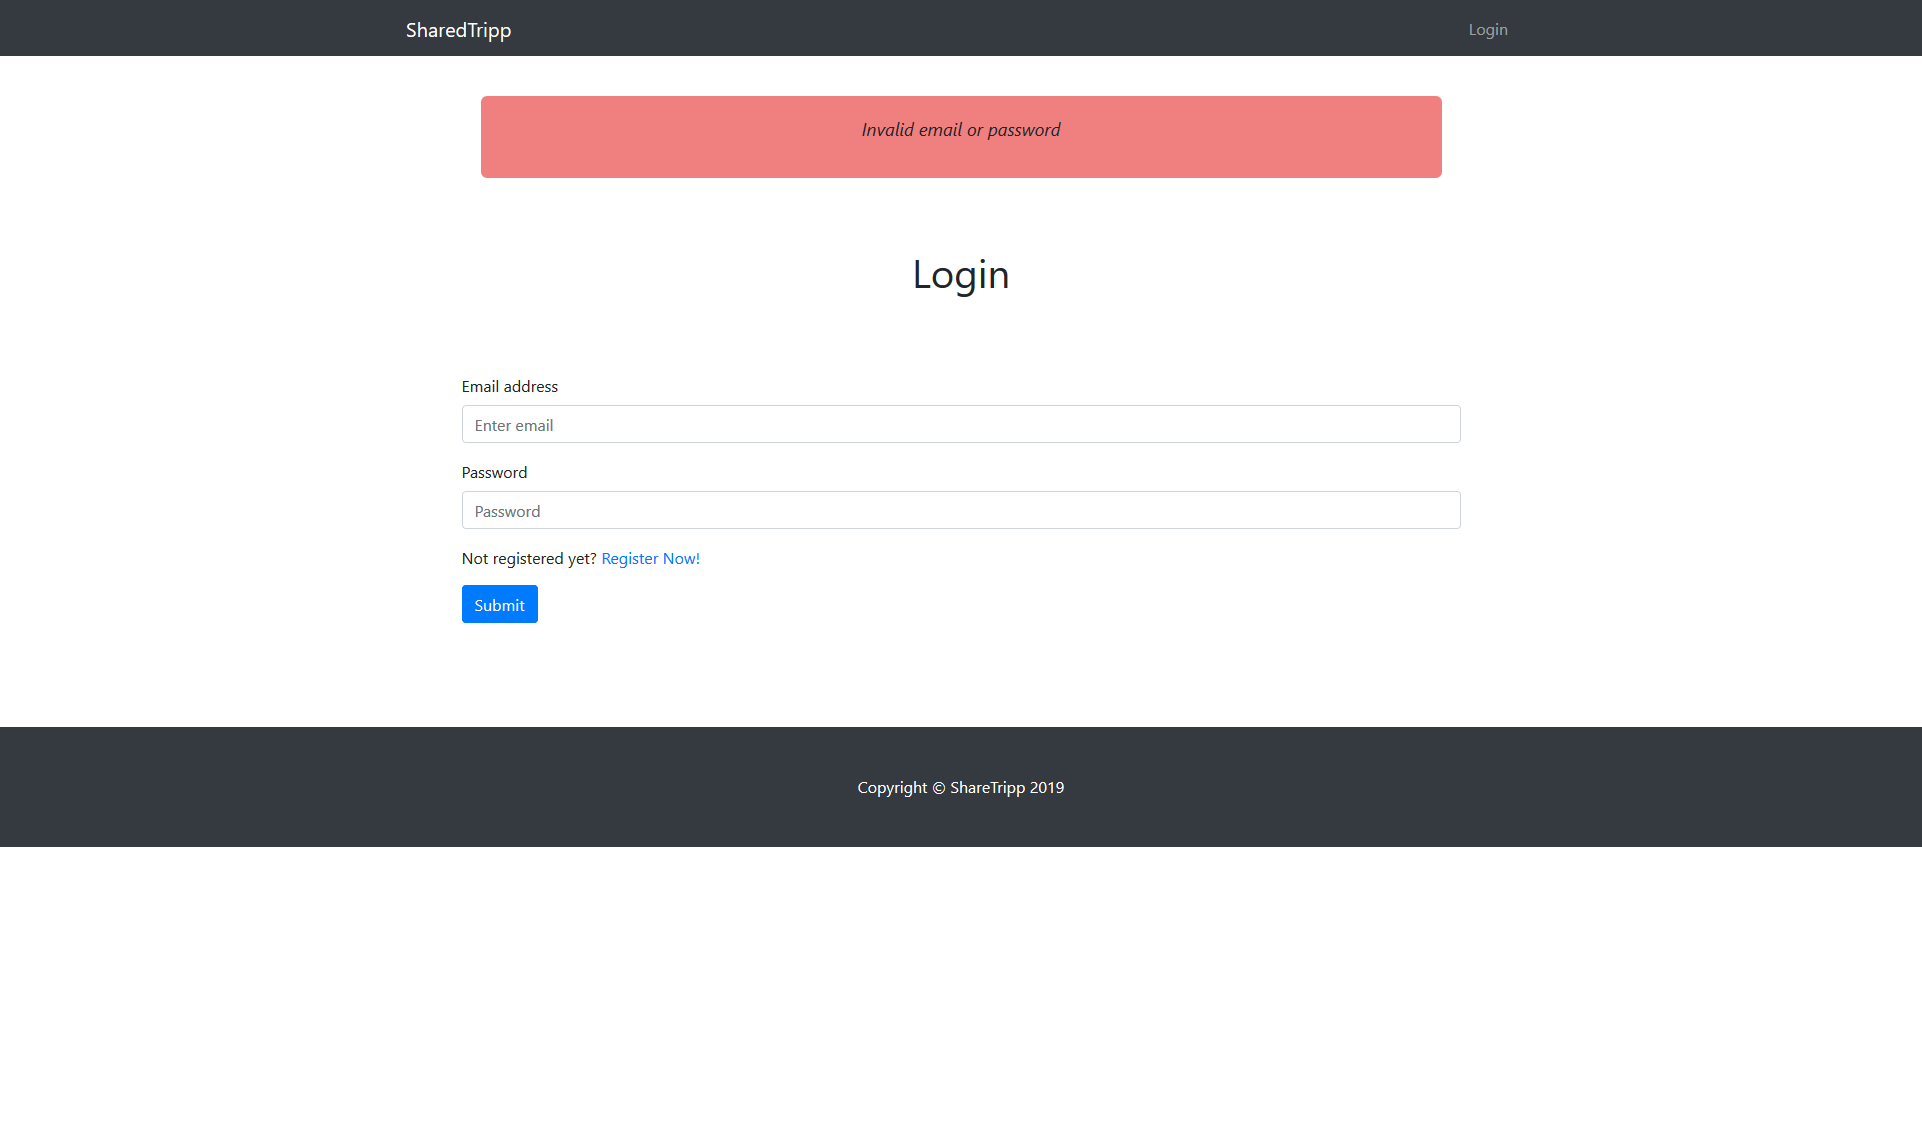 SharedTripp
Login
Invalid email or password
Login
Email address
Enter email
Password
Password
Not registered yet? Register Now!
Submit
Copyright © ShareTripp 2019